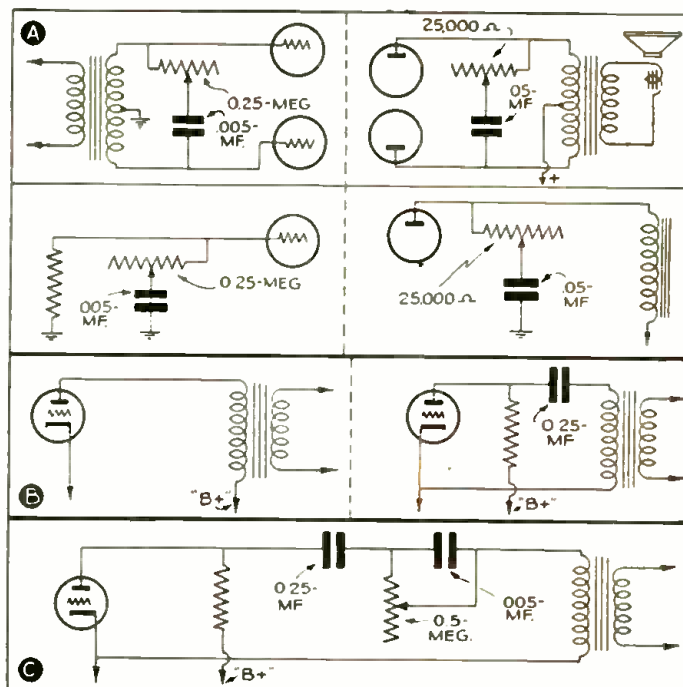 A
0.25-MEG
.005-
MF.
25,000 Ω
.05-
MF.
+
.005-
MF.
0.25-MEG
25,000 Ω
.05-
MF
B
"B+"
0.25-
MF.
"B+"
C
0.25-
MF
0.5-
MEG.
.005-
MF.
"B+"